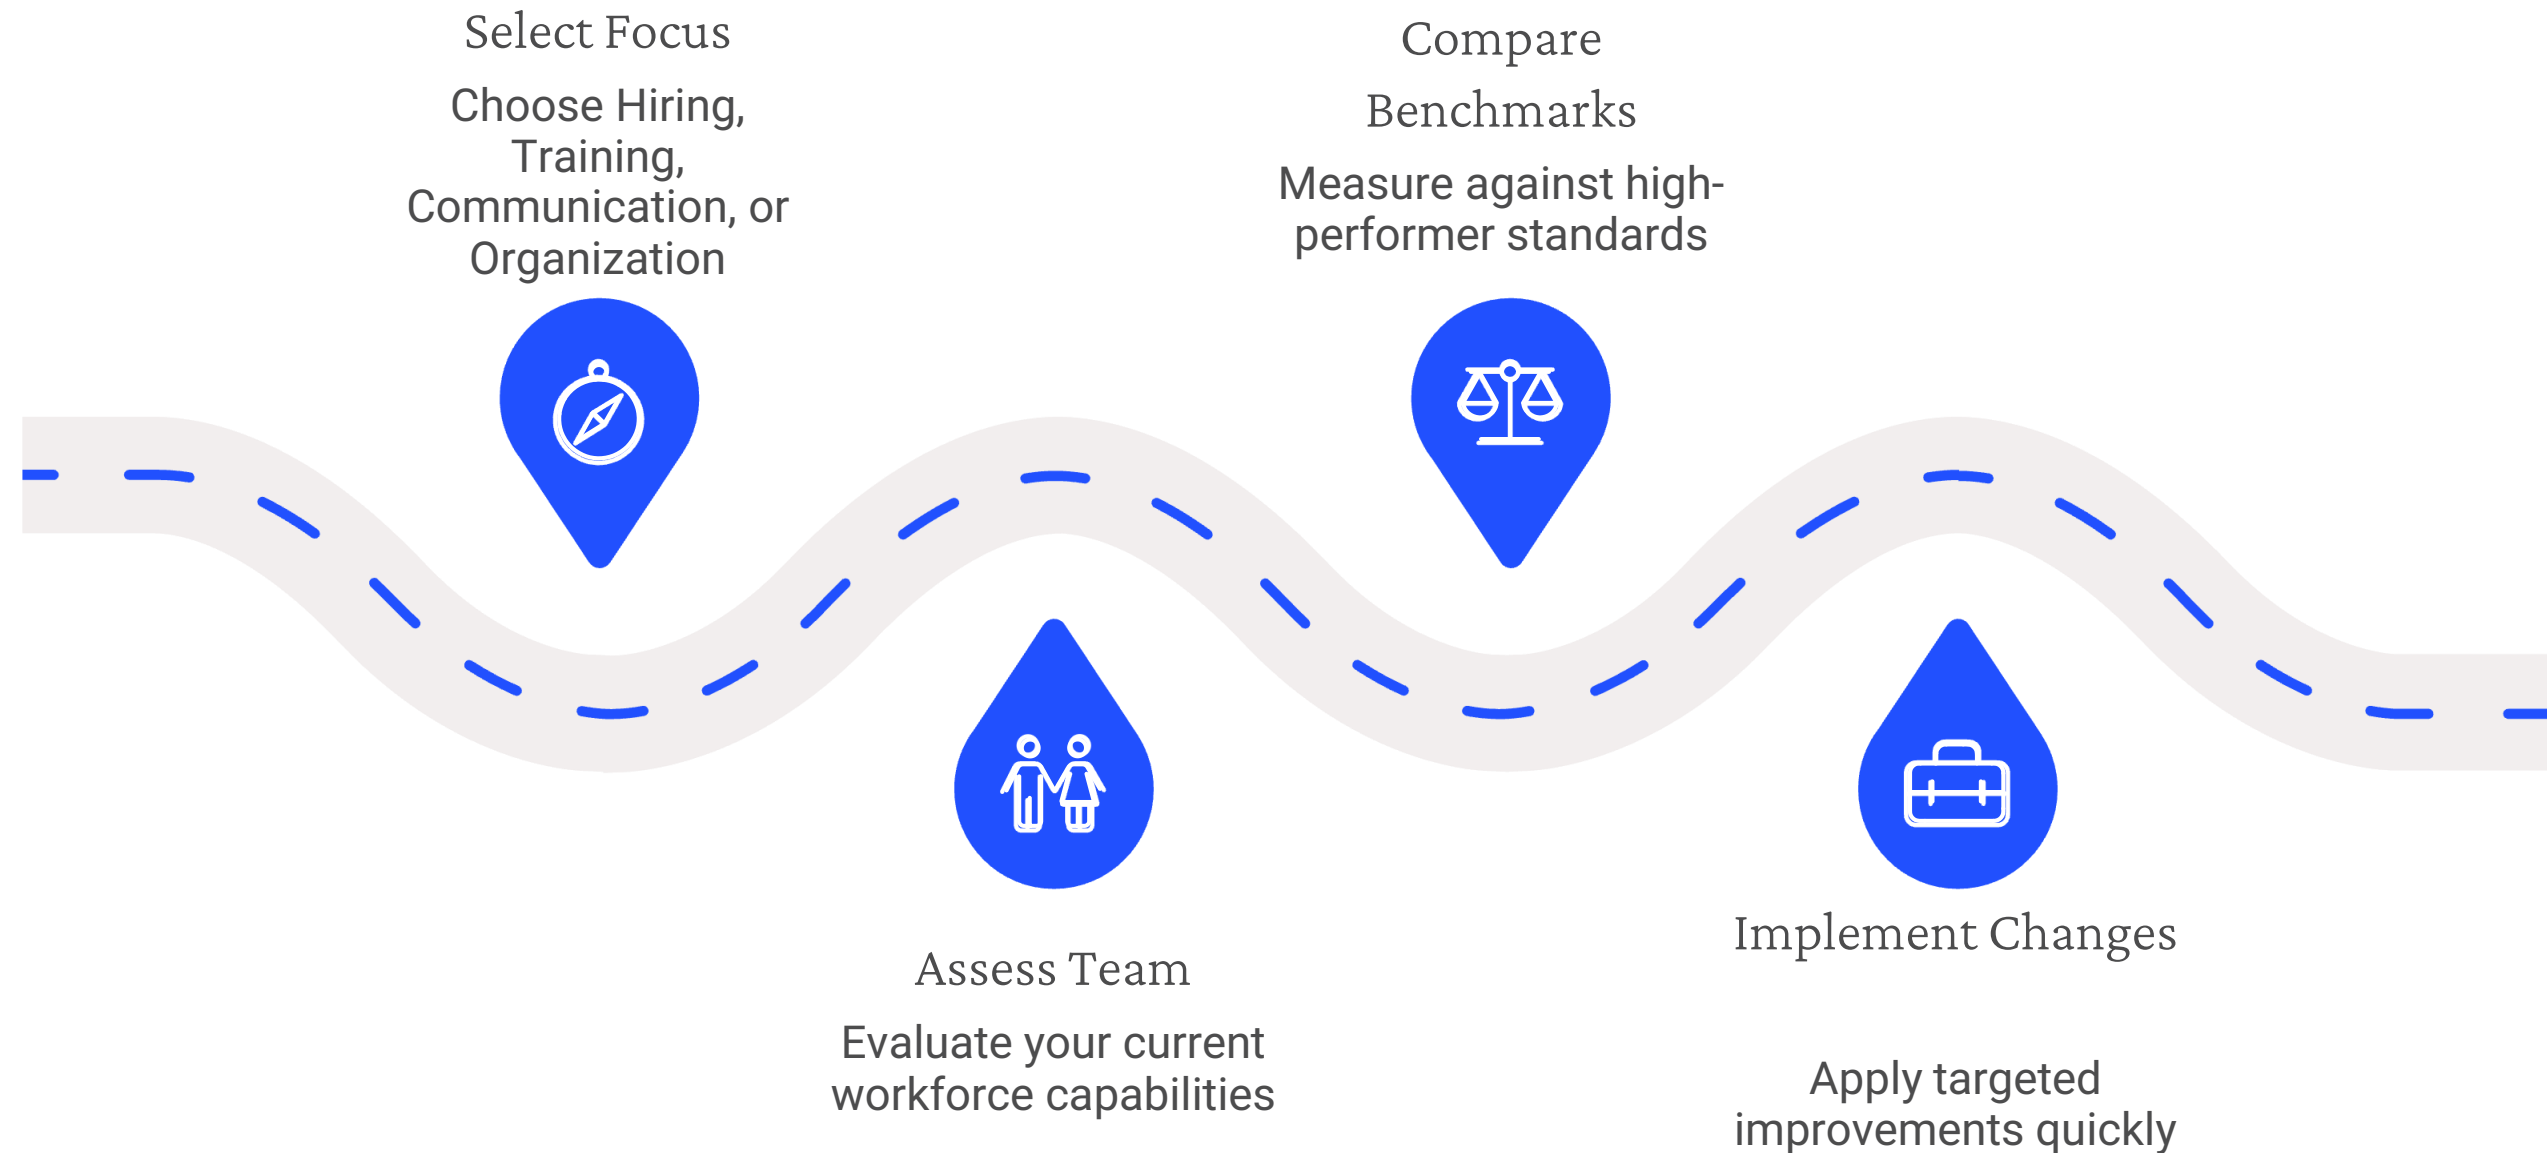 Select Focus
Choose Hiring,
Training,
Communication, or
Organization
Compare
Benchmarks
Measure against high-
performer standards
Assess Team
Evaluate your current
workforce capabilities
Implement Changes
Apply targeted
improvements quickly